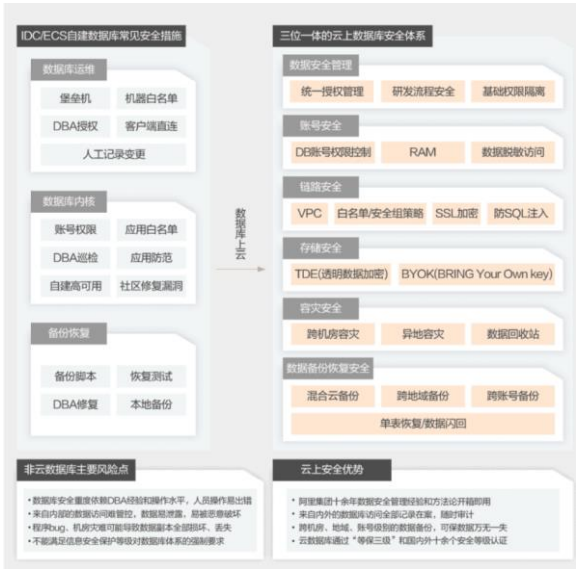 IDC/ECS自建数据库常见安全措施
数据库运维
堡垒机 机器白名单
DBA授权 客户端直连
人工记录变更
数据库内核
账号权限 应用白名单
DBA巡检 应用防范
自建高可用 社区修复漏洞
备份恢复
备份脚本 恢复测试
DBA修复 本地备份
数据库上云
三位一体的云上数据库安全体系
数据安全管理
统一授权管理 研发流程安全 基础权限隔离
账号安全
DB账号权限控制 RAM 数据脱敏访问
链路安全
VPC 白名单/安全组策略 SSL加密 防SQL注入
存储安全
TDE(透明数据加密) BYOK(BRING Your Own key)
容灾安全
跨机房容灾 异地容灾 数据回收站
数据备份恢复安全
混合云备份 跨地域备份 跨账号备份
单表恢复/数据闪回
非云数据库主要风险点
• 数据库安全重度依赖DBA经验和操作水平，人员操作易出错
• 来自内部的数据访问难管控，数据易泄露，易被恶意破坏
• 程序bug、机房灾难可能导致数据副本全部损坏、丢失
• 不能满足信息安全保护等级对数据库体系的强制要求
云上安全优势
• 阿里集团十余年数据安全管理经验和方法论开箱即用
• 来自内外的数据库访问全部记录在案，随时审计
• 跨机房、地域、账号级别的数据备份，可保数据万无一失
• 云数据库通过“等保三级”和国内外十余个安全等级认证